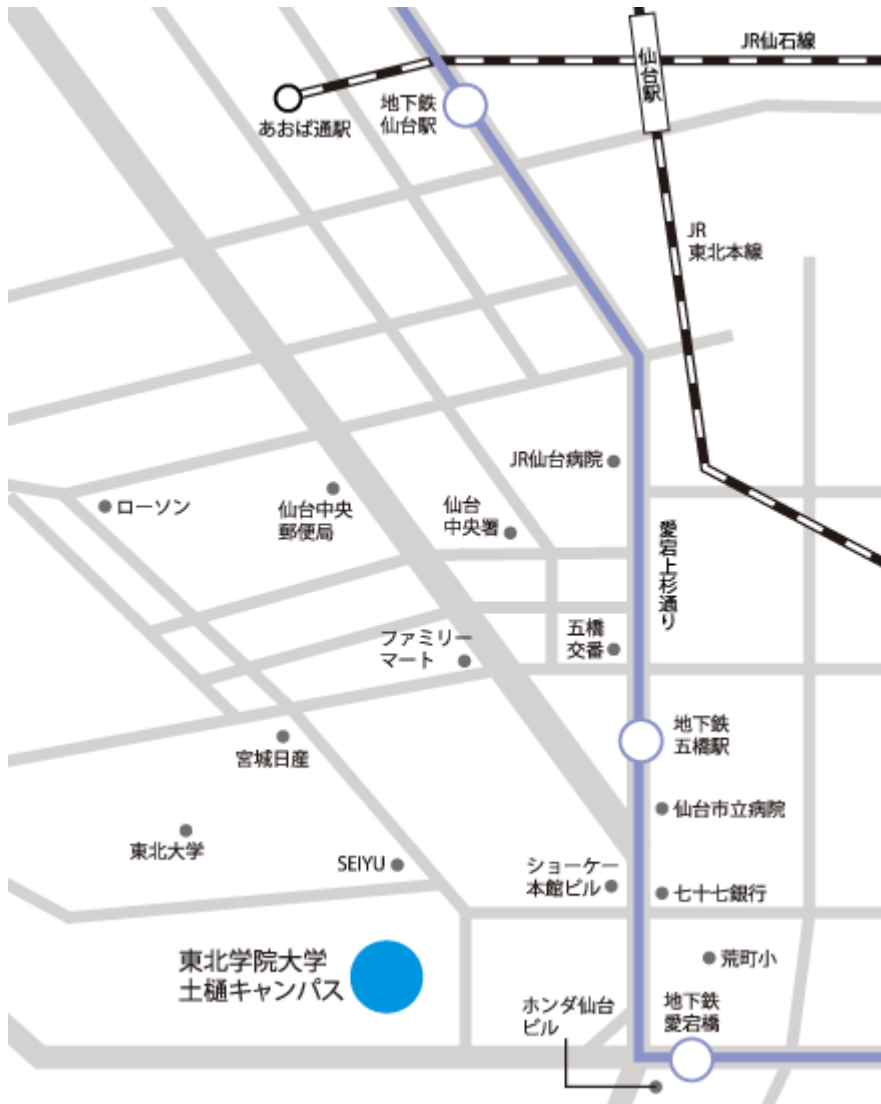 JR仙石線
仙台駅
地下鉄
仙台駅
あおば通駅
JR
東北本線
JR仙台病院
ローソン
仙台中央
郵便局
仙台
中央署
愛宕上杉通り
五橋
交番
ファミリー
マート
地下鉄
五橋駅
宮城日産
仙台市立病院
東北大学
SEIYU
ショーケー
本館ビル
七十七銀行
東北学院大学
土樋キャンパス
荒町小
ホンダ仙台
ビル
地下鉄
愛宕橋